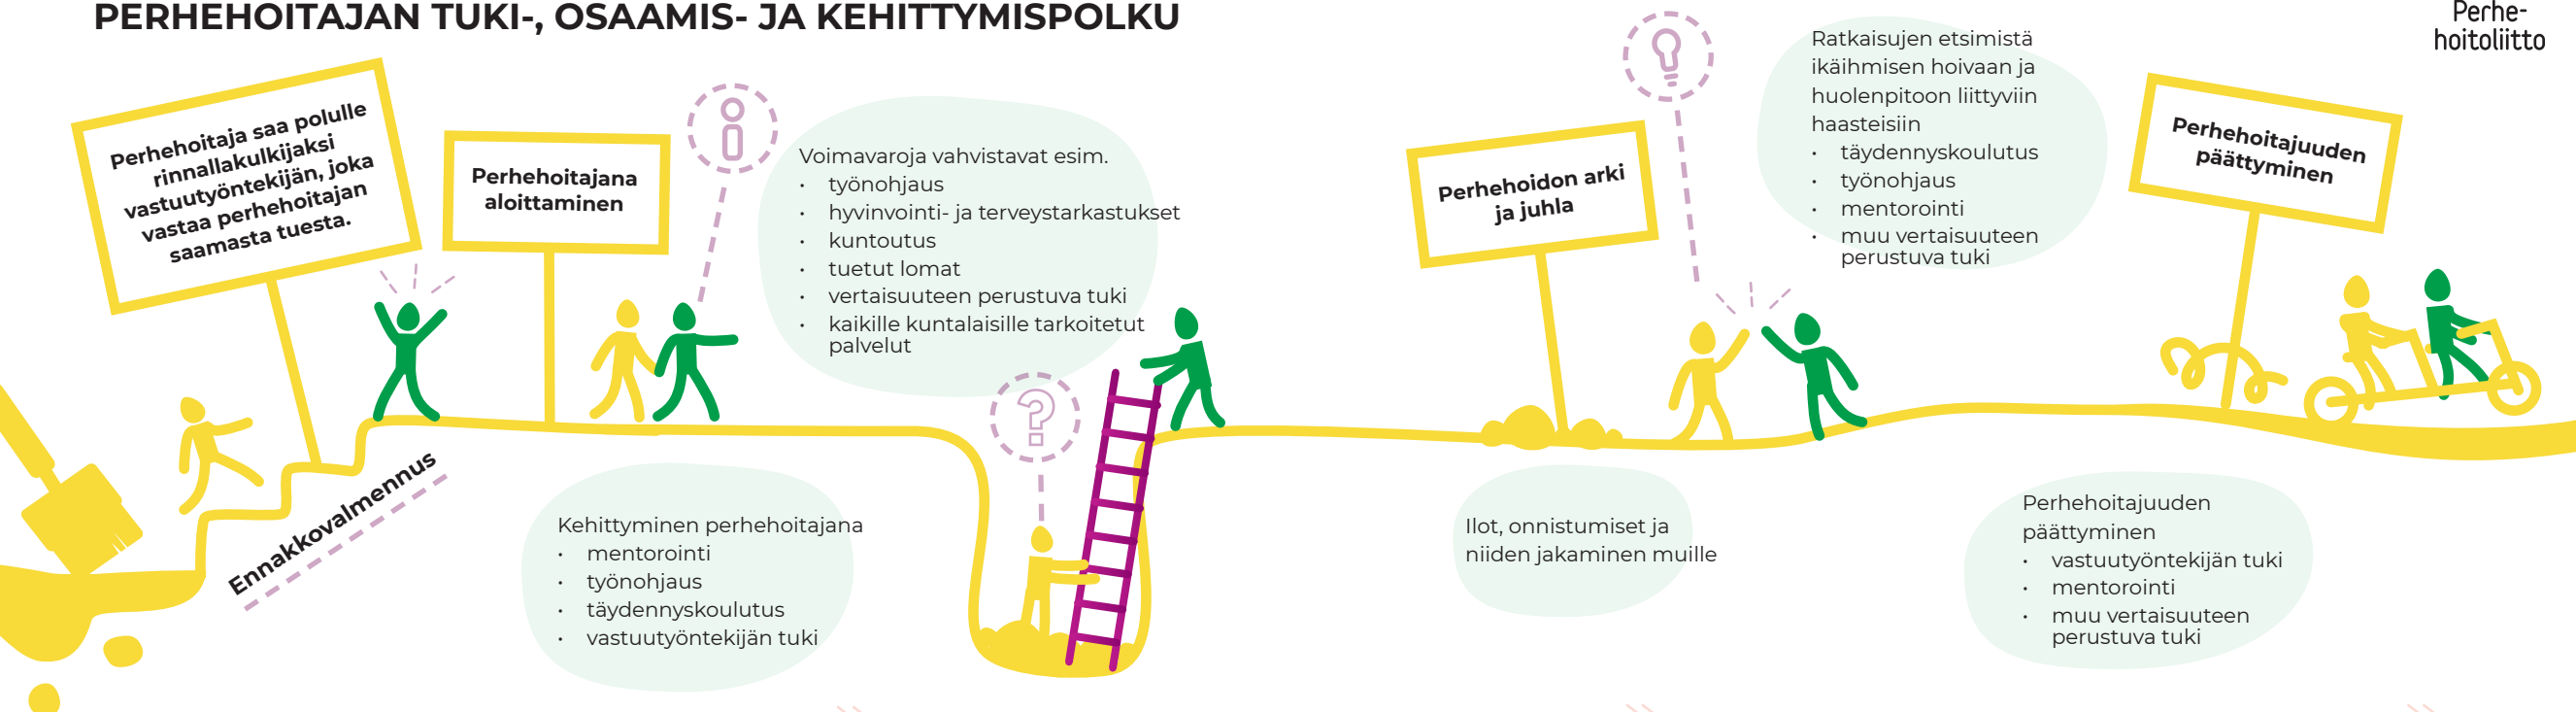 PERHEHOITAJAN TUKI-, OSAAMIS- JA KEHITTYMISPOLKU
Perhe-
hoitoliitto
Perhehoitaja saa polulle
rinnallakulkijaksi
vastuutyöntekijän, joka
vastaa perhehoitajan
saamasta tuesta.
Ennakkovalmennus
Perhehoitajana
aloittaminen
Voimavaroja vahvistavat esim.
• työnohjaus
• hyvinvointi- ja terveystarkastukset
• kuntoutus
• tuetut lomat
• vertaisuuteen perustuva tuki
• kaikille kuntalaisille tarkoitetut
palvelut
?
Kehittyminen perhehoitajana
• mentorointi
• työnohjaus
• täydennyskoulutus
• vastuutyöntekijän tuki
Perhehoidon arki
ja juhla
Ratkaisujen etsimistä
ikäihmisen hoivaan ja
huolenpitoon liittyviin
haasteisiin
• täydennyskoulutus
• työnohjaus
• mentorointi
• muu vertaisuuteen
perustuva tuki
Ilot, onnistumiset ja
niiden jakaminen muille
Perhehoitajuuden
päättyminen
Perhehoitajuuden
päättyminen
• vastuutyöntekijän tuki
• mentorointi
• muu vertaisuuteen
perustuva tuki